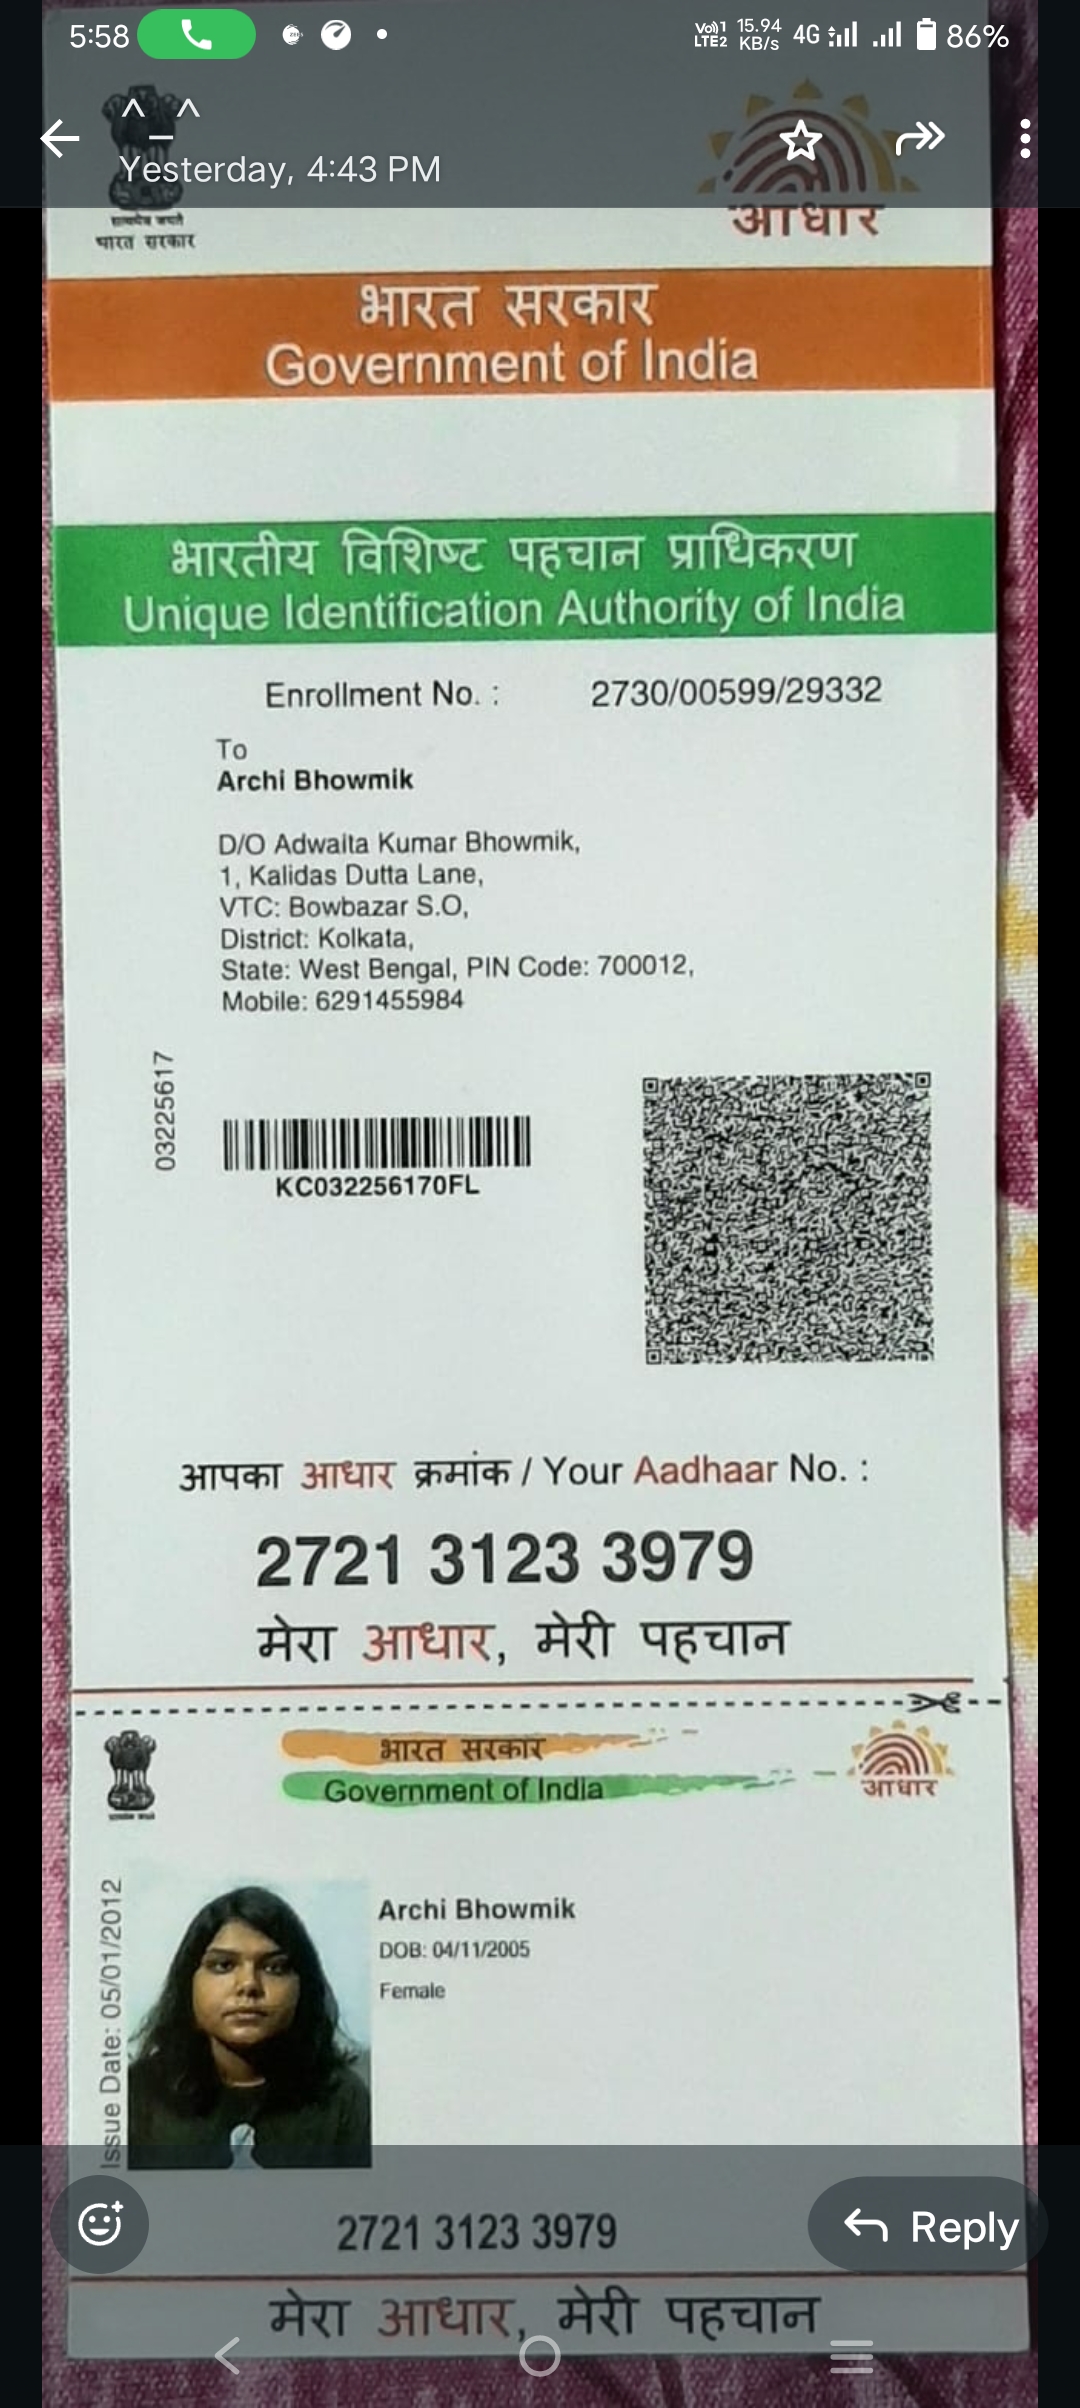 5:58
Vo)) 1 LTE2
15.94 KB/s
4G
86%
^_^
Yesterday, 4:43 PM
सत्यमेव जयते
भारत सरकार
आधार
भारत सरकार
Government of India
भारतीय विशिष्ट पहचान प्राधिकरण
Unique Identification Authority of India
Enrollment No. : 2730/00599/29332
To
Archi Bhowmik
D/O Adwaita Kumar Bhowmik,
1, Kalidas Dutta Lane,
VTC: Bowbazar S.O,
District: Kolkata,
State: West Bengal, PIN Code: 700012,
Mobile: 6291455984
03225617
KC032256170FL
आपका आधार क्रमांक / Your Aadhaar No. :
2721 3123 3979
मेरा आधार, मेरी पहचान
भारत सरकार
Government of India
आधार
Issue Date: 05/01/2012
Archi Bhowmik
DOB: 04/11/2005
Female
2721 3123 3979
Reply
मेरा आधार, मेरी पहचान